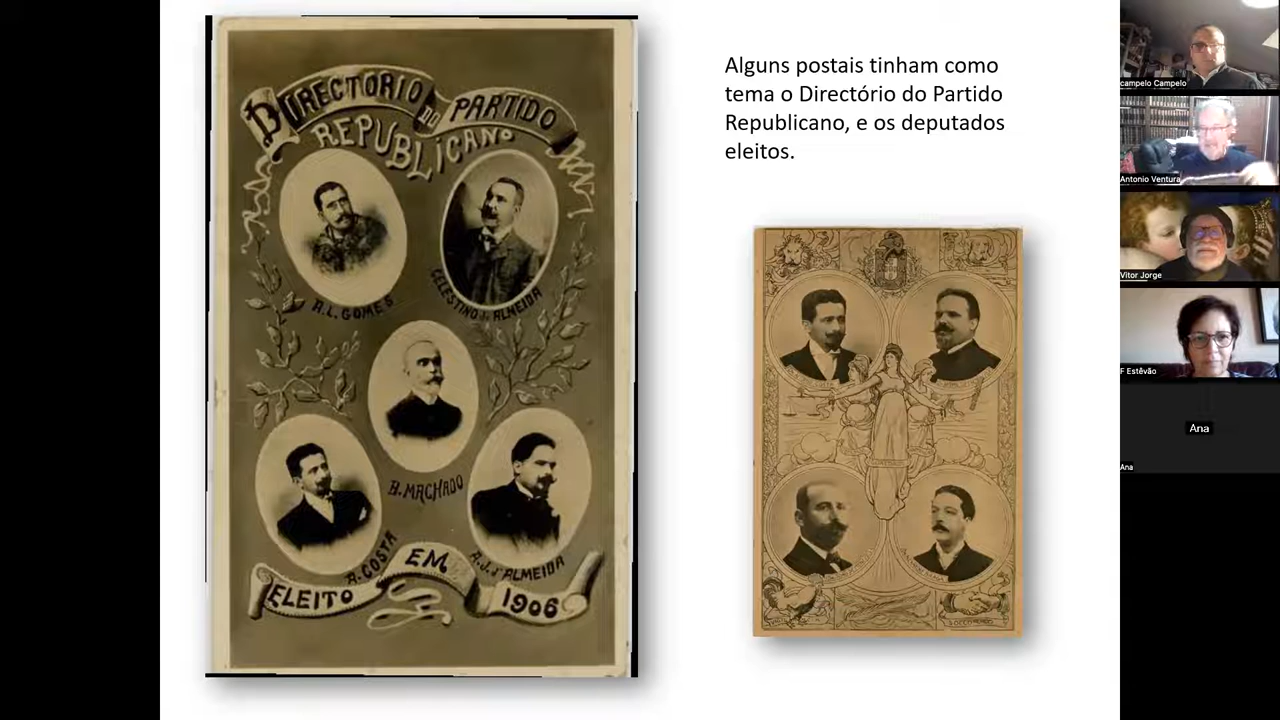 DIRECTORIO DO PARTIDO
REPUBLICANO
A.L. GOMES
CELESTINO d' ALMEIDA
B. MACHADO
A. COSTA
A.J. d' ALMEIDA
ELEITO EM 1906
Alguns postais tinham como
tema o Directório do Partido
Republicano, e os deputados
eleitos.
campelo Campelo
Antonio Ventura
Vitor Jorge
F Estêvão
Ana
Ana